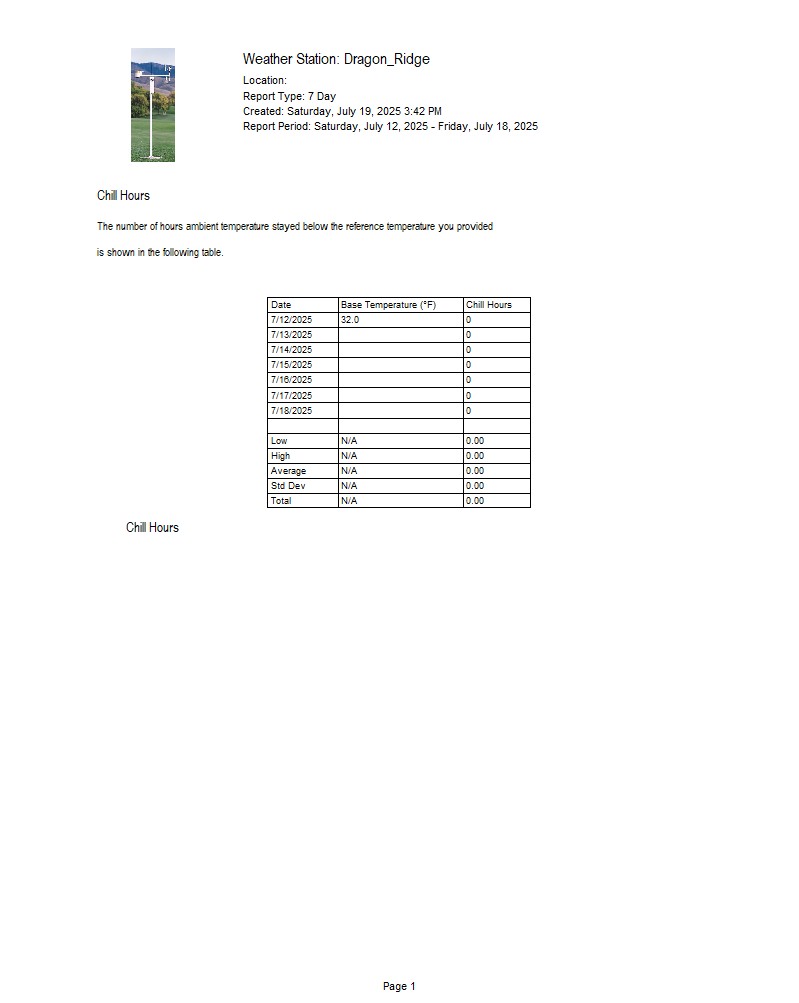 Weather Station: Dragon_Ridge
Location:
Report Type: 7 Day
Created: Saturday, July 19, 2025 3:42 PM
Report Period: Saturday, July 12, 2025 - Friday, July 18, 2025
Chill Hours
The number of hours ambient temperature stayed below the reference temperature you provided
is shown in the following table.
Date Base Temperature (°F) Chill Hours
7/12/2025 32.0 0
7/13/2025 0
7/14/2025 0
7/15/2025 0
7/16/2025 0
7/17/2025 0
7/18/2025 0
Low N/A 0.00
High N/A 0.00
Average N/A 0.00
Std Dev N/A 0.00
Total N/A 0.00
Chill Hours
Page 1